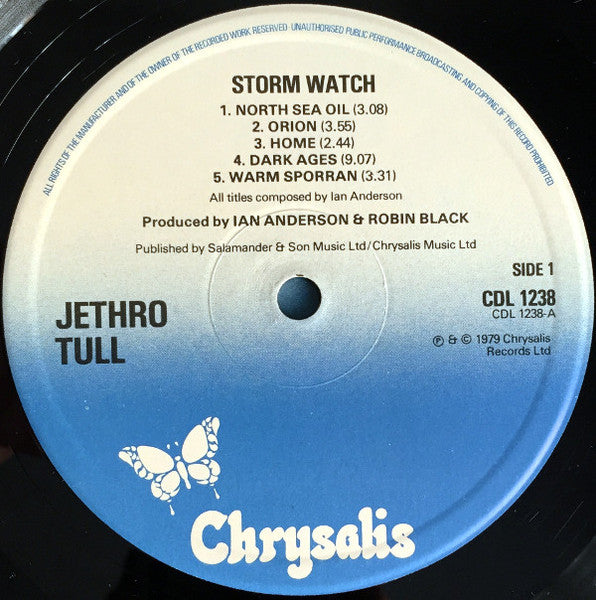 ALL RIGHTS OF THE MANUFACTURER AND OF THE OWNER OF THE RECORDED WORK RESERVED · UNAUTHORISED PUBLIC PERFORMANCE BROADCASTING AND COPYING OF THIS RECORD PROHIBITED
STORM WATCH
1. NORTH SEA OIL (3.08)
2. ORION (3.55)
3. HOME (2.44)
4. DARK AGES (9.07)
5. WARM SPORRAN (3.31)
All titles composed by Ian Anderson
Produced by IAN ANDERSON & ROBIN BLACK
Published by Salamander & Son Music Ltd/Chrysalis Music Ltd
SIDE 1
CDL 1238
CDL 1238-A
JETHRO
TULL
℗ & © 1979 Chrysalis
Records Ltd
Chrysalis